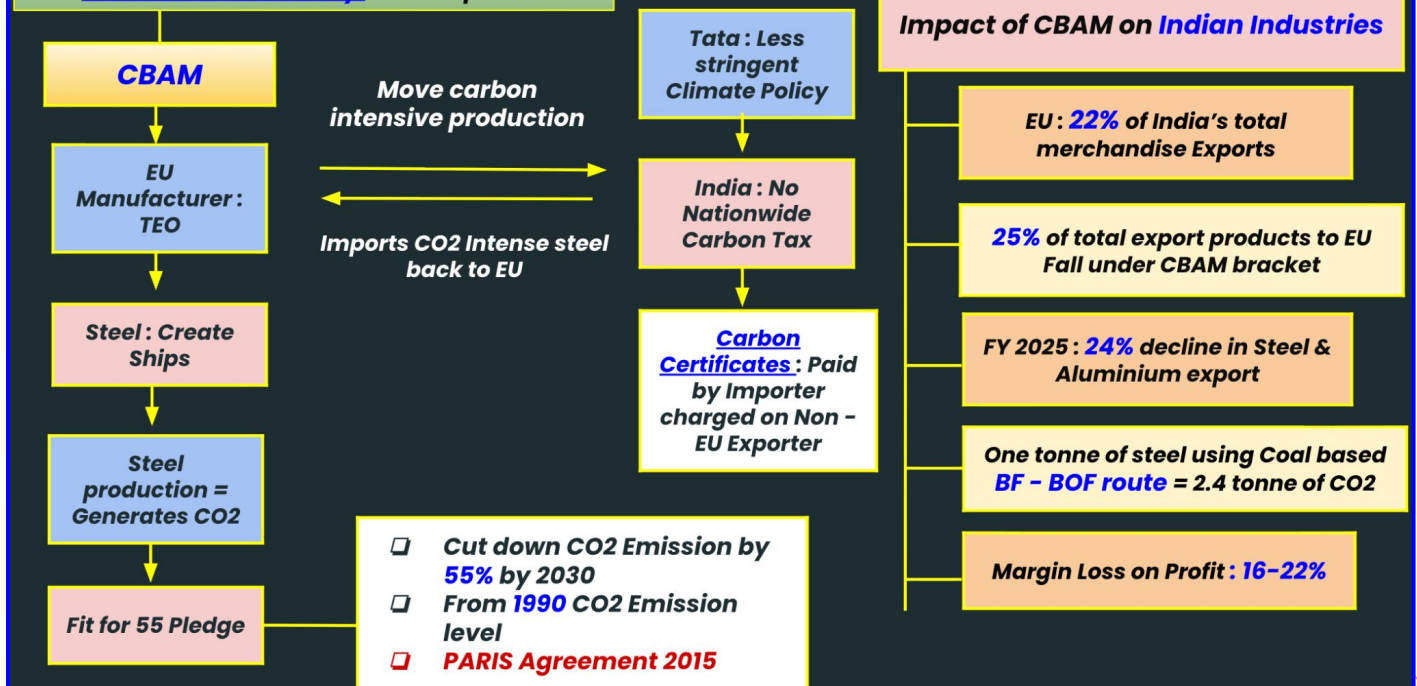 CBAM
EU
Manufacturer :
TEO
Steel : Create
Ships
Steel
production =
Generates CO2
Fit for 55 Pledge
❏ Cut down CO2 Emission by
55% by 2030
❏ From 1990 CO2 Emission
level
❏ PARIS Agreement 2015
Move carbon
intensive production
Imports CO2 Intense steel
back to EU
Tata : Less
stringent
Climate Policy
India : No
Nationwide
Carbon Tax
Carbon
Certificates : Paid
by Importer
charged on Non -
EU Exporter
Impact of CBAM on Indian Industries
EU : 22% of India's total
merchandise Exports
25% of total export products to EU
Fall under CBAM bracket
FY 2025 : 24% decline in Steel &
Aluminium export
One tonne of steel using Coal based
BF - BOF route = 2.4 tonne of CO2
Margin Loss on Profit : 16-22%